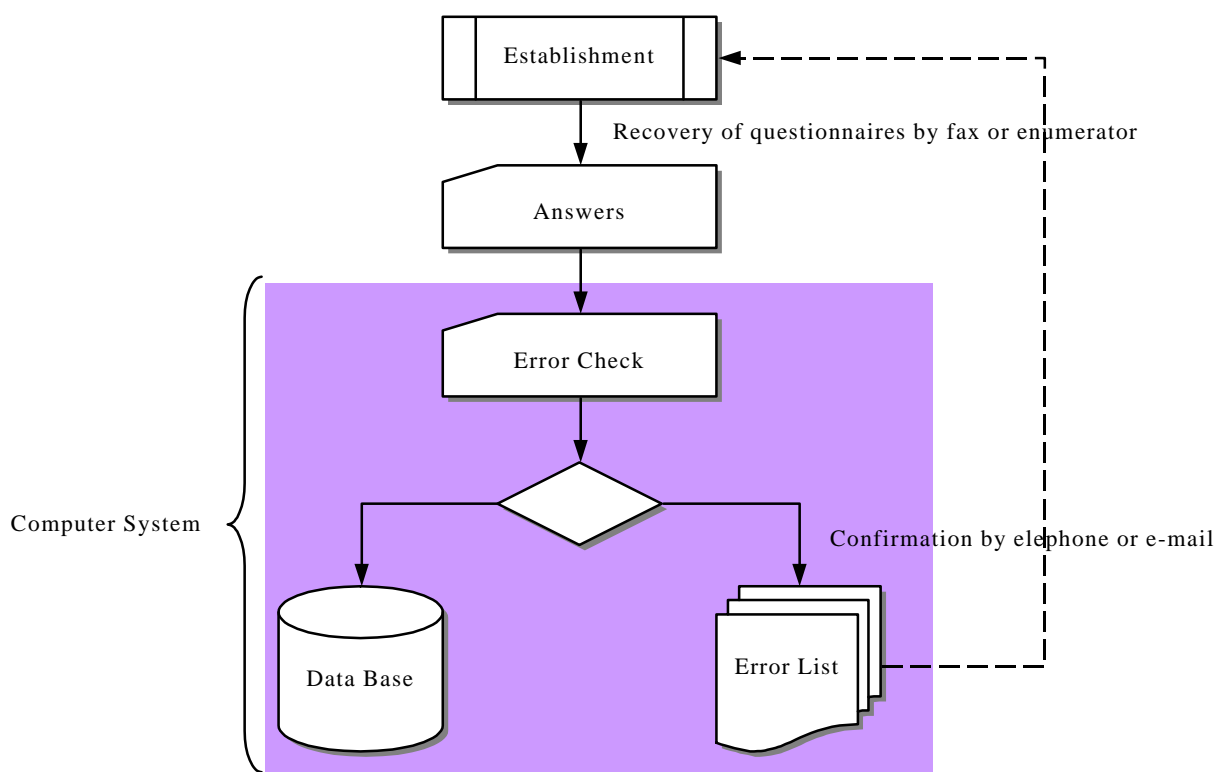 Establishment
Recovery of questionnaires by fax or enumerator
Answers
Error Check
Computer System
Confirmation by elephone or e-mail
Data Base
Error List